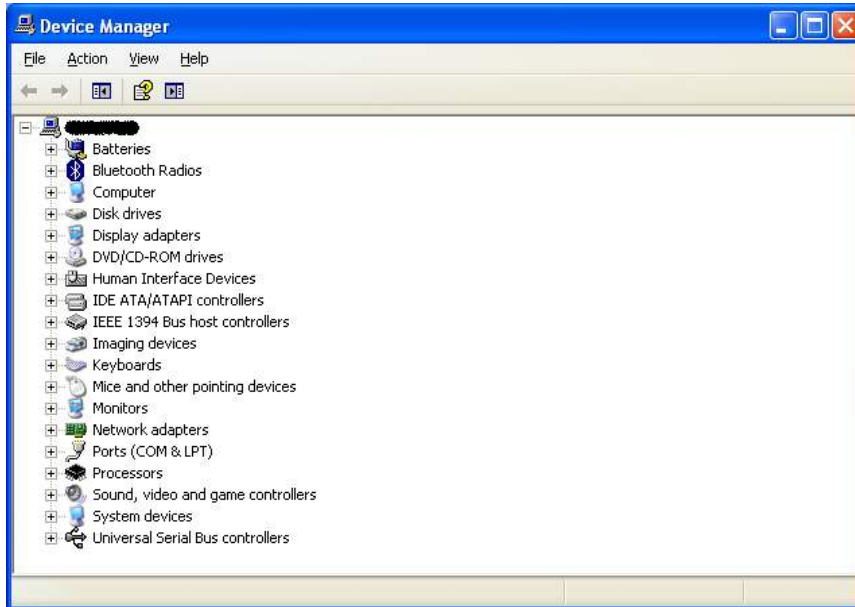 Device Manager
File Action View Help
Batteries
Bluetooth Radios
Computer
Disk drives
Display adapters
DVD/CD-ROM drives
Human Interface Devices
IDE ATA/ATAPI controllers
IEEE 1394 Bus host controllers
Imaging devices
Keyboards
Mice and other pointing devices
Monitors
Network adapters
Ports (COM & LPT)
Processors
Sound, video and game controllers
System devices
Universal Serial Bus controllers